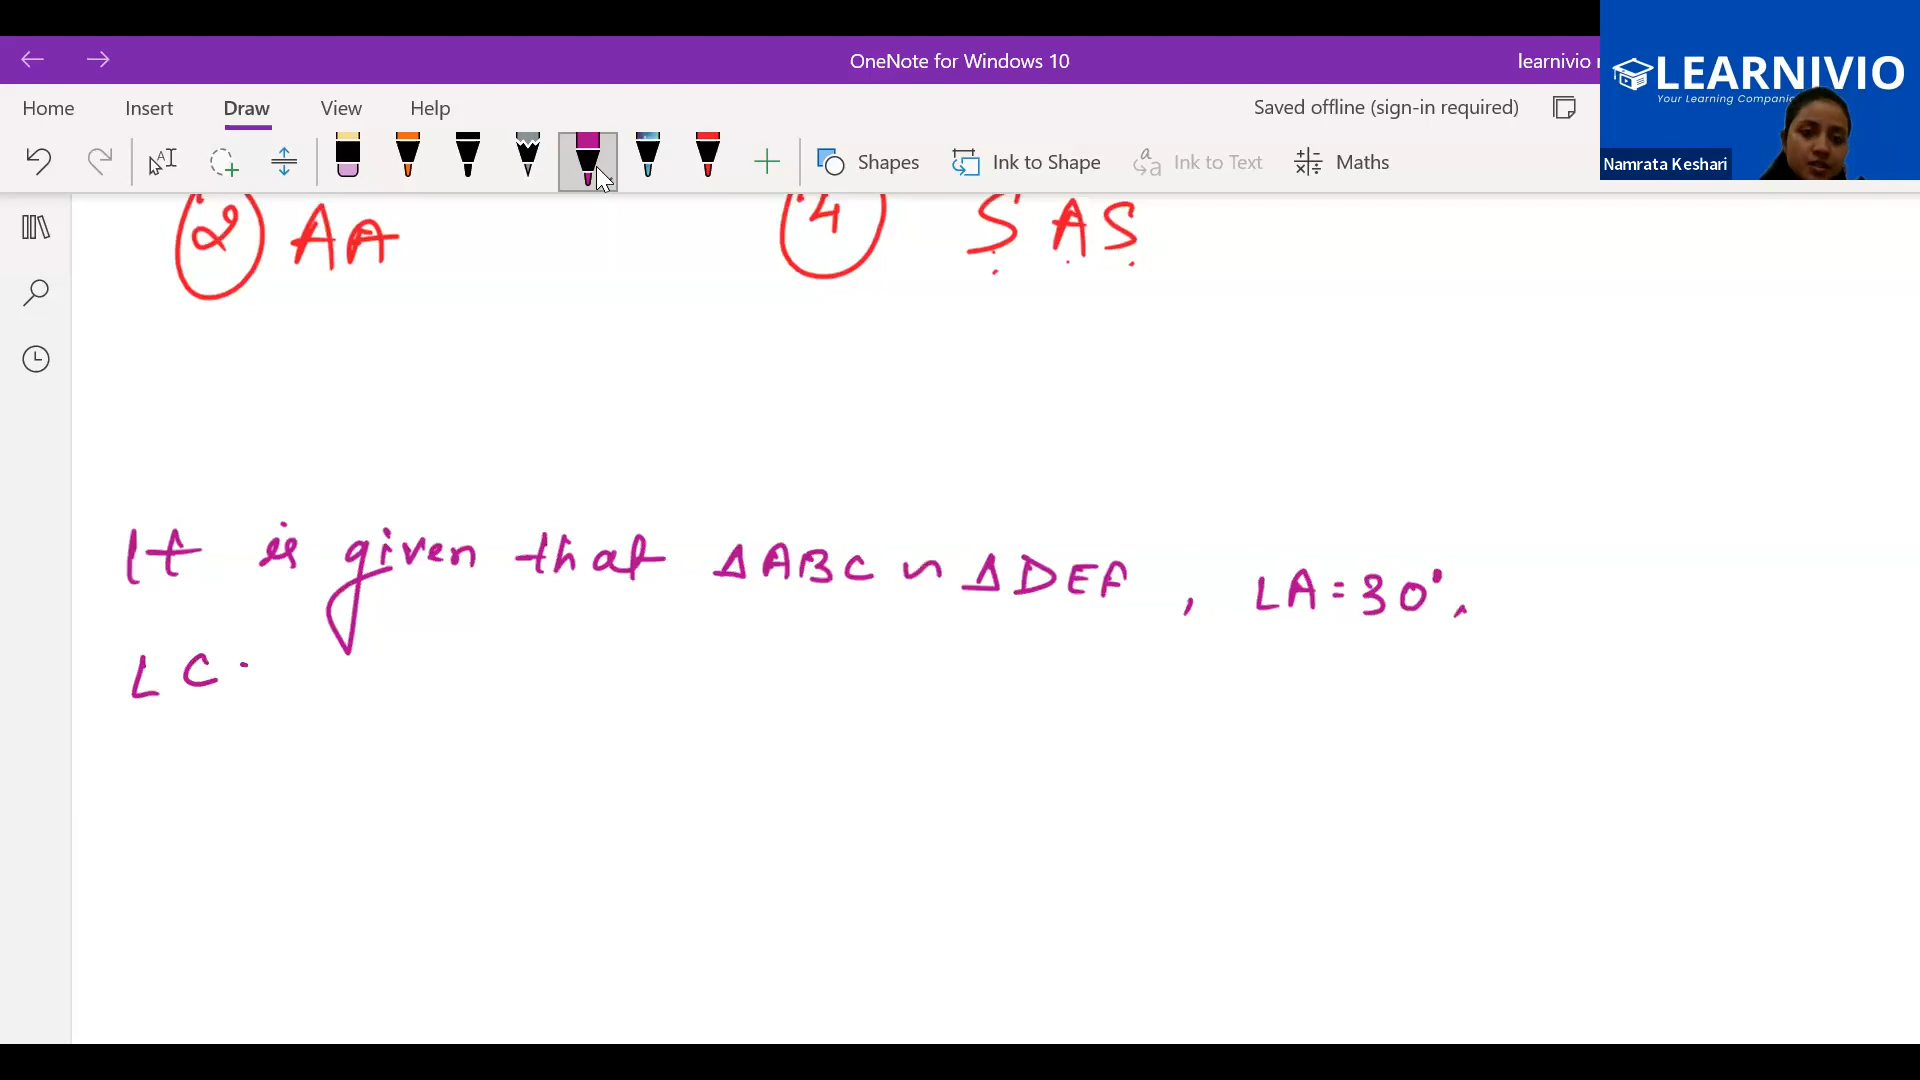 OneNote for Windows 10
learnivio
LEARNIVIO
Your Learning Compani
Namrata Keshari
Home Insert Draw View Help
Saved offline (sign-in required)
Shapes Ink to Shape Ink to Text Maths
② AA
④ SAS
It is given that ΔABC ∽ ΔDEF, ∠A=30°,
∠C